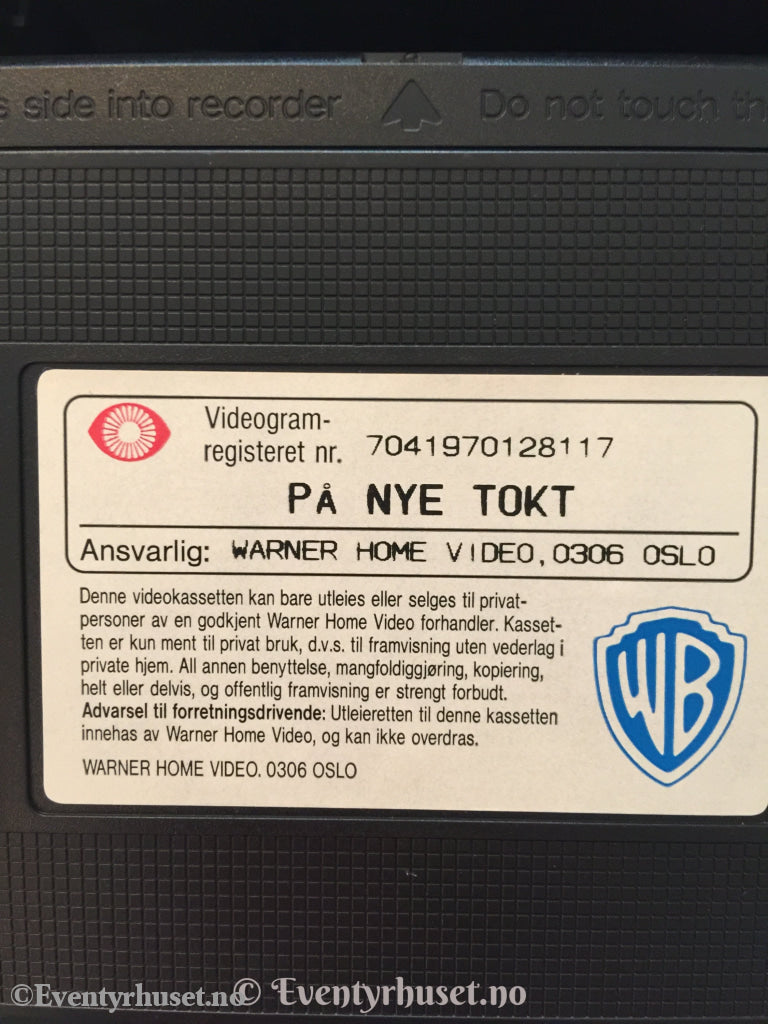 s side into recorder Do not touch th
Videogram-
registeret nr. 7041970128117
PÅ NYE TOKT
Ansvarlig: WARNER HOME VIDEO, 0306 OSLO
Denne videokassetten kan bare utleies eller selges til privat-
personer av en godkjent Warner Home Video forhandler. Kasset-
ten er kun ment til privat bruk, d.v.s. til framvisning uten vederlag i
private hjem. All annen benyttelse, mangfoldiggjøring, kopiering,
helt eller delvis, og offentlig framvisning er strengt forbudt.
Advarsel til forretningsdrivende: Utleieretten til denne kassetten
innehas av Warner Home Video, og kan ikke overdras.
WARNER HOME VIDEO. 0306 OSLO
WB
©Eventyrhuset.no © Eventyrhuset.no